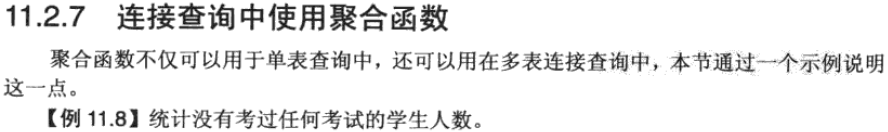 11.2.7 连接查询中使用聚合函数
聚合函数不仅可以用于单表查询中，还可以用在多表连接查询中，本节通过一个示例说明
这一点。
【例 11.8】统计没有考过任何考试的学生人数。